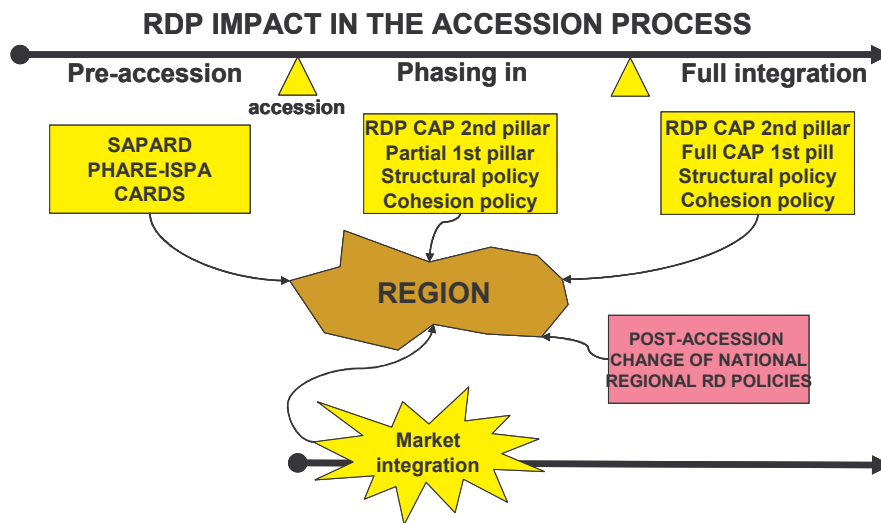 RDP IMPACT IN THE ACCESSION PROCESS
Pre-accession
Phasing in
Full integration
accession
SAPARD
PHARE-ISPA
CARDS
RDP CAP 2nd pillar
Partial 1st pillar
Structural policy
Cohesion policy
RDP CAP 2nd pillar
Full CAP 1st pill
Structural policy
Cohesion policy
REGION
POST-ACCESSION
CHANGE OF NATIONAL
REGIONAL RD POLICIES
Market
integration